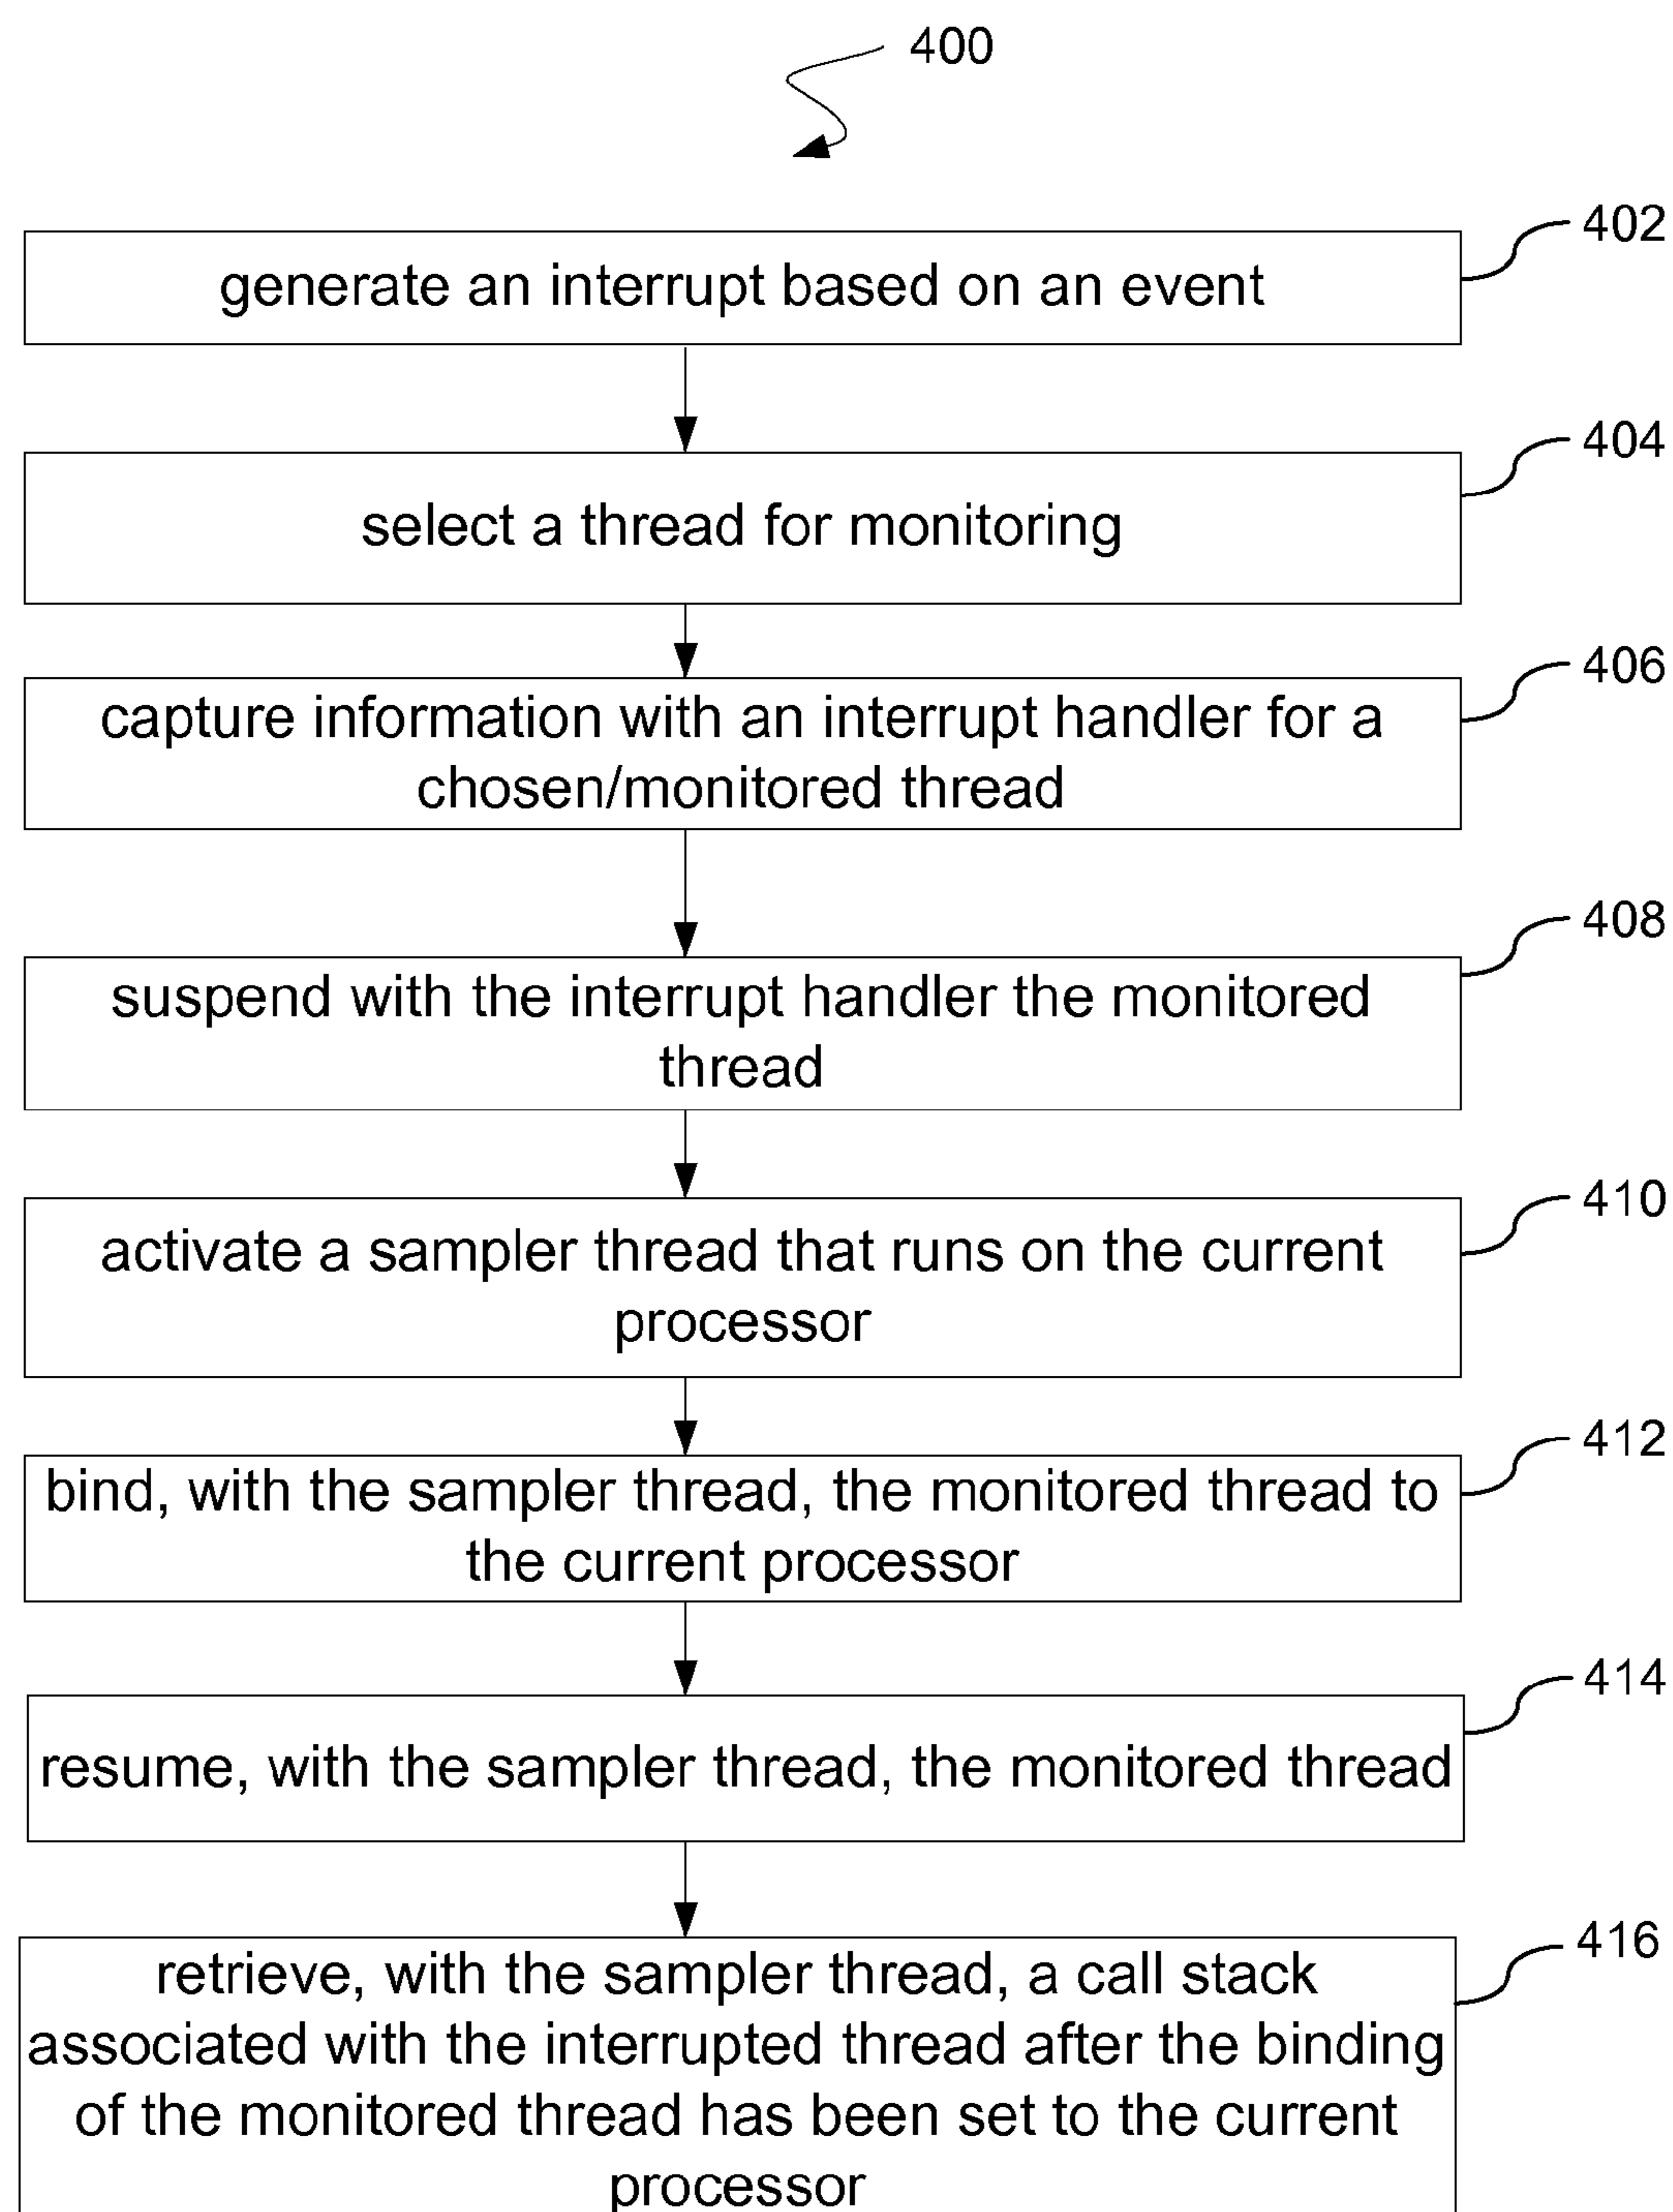 400
402
generate an interrupt based on an event
404
select a thread for monitoring
406
capture information with an interrupt handler for a
chosen/monitored thread
408
suspend with the interrupt handler the monitored
thread
410
activate a sampler thread that runs on the current
processor
412
bind, with the sampler thread, the monitored thread to
the current processor
414
resume, with the sampler thread, the monitored thread
416
retrieve, with the sampler thread, a call stack
associated with the interrupted thread after the binding
of the monitored thread has been set to the current
processor